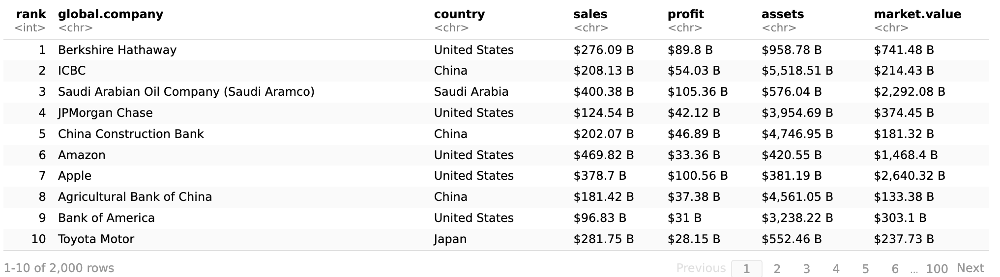 rank global.company country sales profit assets market.value
<int> <chr> <chr> <chr> <chr> <chr> <chr>
1 Berkshire Hathaway United States $276.09 B $89.8 B $958.78 B $741.48 B
2 ICBC China $208.13 B $54.03 B $5,518.51 B $214.43 B
3 Saudi Arabian Oil Company (Saudi Aramco) Saudi Arabia $400.38 B $105.36 B $576.04 B $2,292.08 B
4 JPMorgan Chase United States $124.54 B $42.12 B $3,954.69 B $374.45 B
5 China Construction Bank China $202.07 B $46.89 B $4,746.95 B $181.32 B
6 Amazon United States $469.82 B $33.36 B $420.55 B $1,468.4 B
7 Apple United States $378.7 B $100.56 B $381.19 B $2,640.32 B
8 Agricultural Bank of China China $181.42 B $37.38 B $4,561.05 B $133.38 B
9 Bank of America United States $96.83 B $31 B $3,238.22 B $303.1 B
10 Toyota Motor Japan $281.75 B $28.15 B $552.46 B $237.73 B
1-10 of 2,000 rows Previous 1 2 3 4 5 6 ... 100 Next